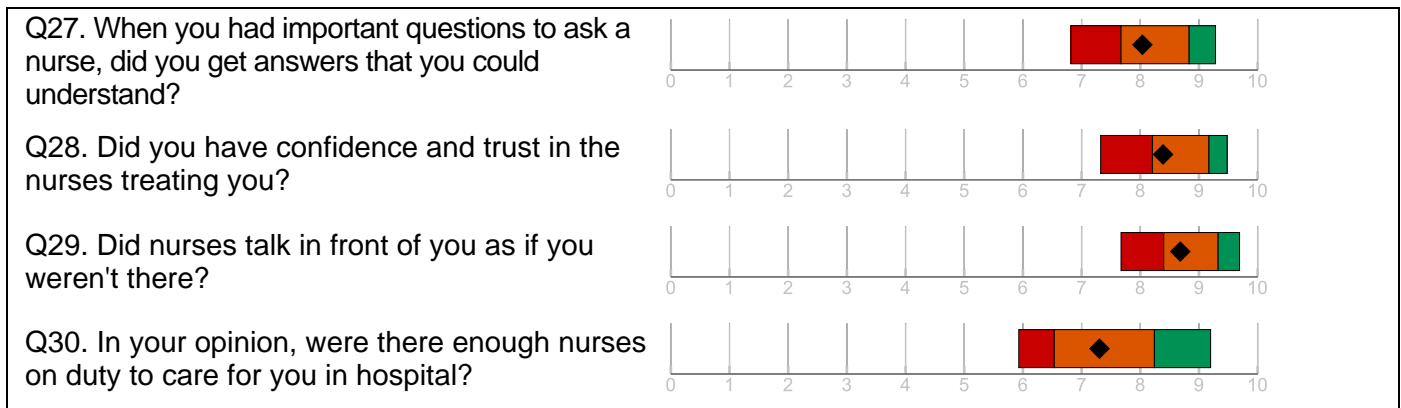 Q27. When you had important questions to ask a
nurse, did you get answers that you could
understand?
0 1 2 3 4 5 6 7 8 9 10
Q28. Did you have confidence and trust in the
nurses treating you?
0 1 2 3 4 5 6 7 8 9 10
Q29. Did nurses talk in front of you as if you
weren't there?
0 1 2 3 4 5 6 7 8 9 10
Q30. In your opinion, were there enough nurses
on duty to care for you in hospital?
0 1 2 3 4 5 6 7 8 9 10